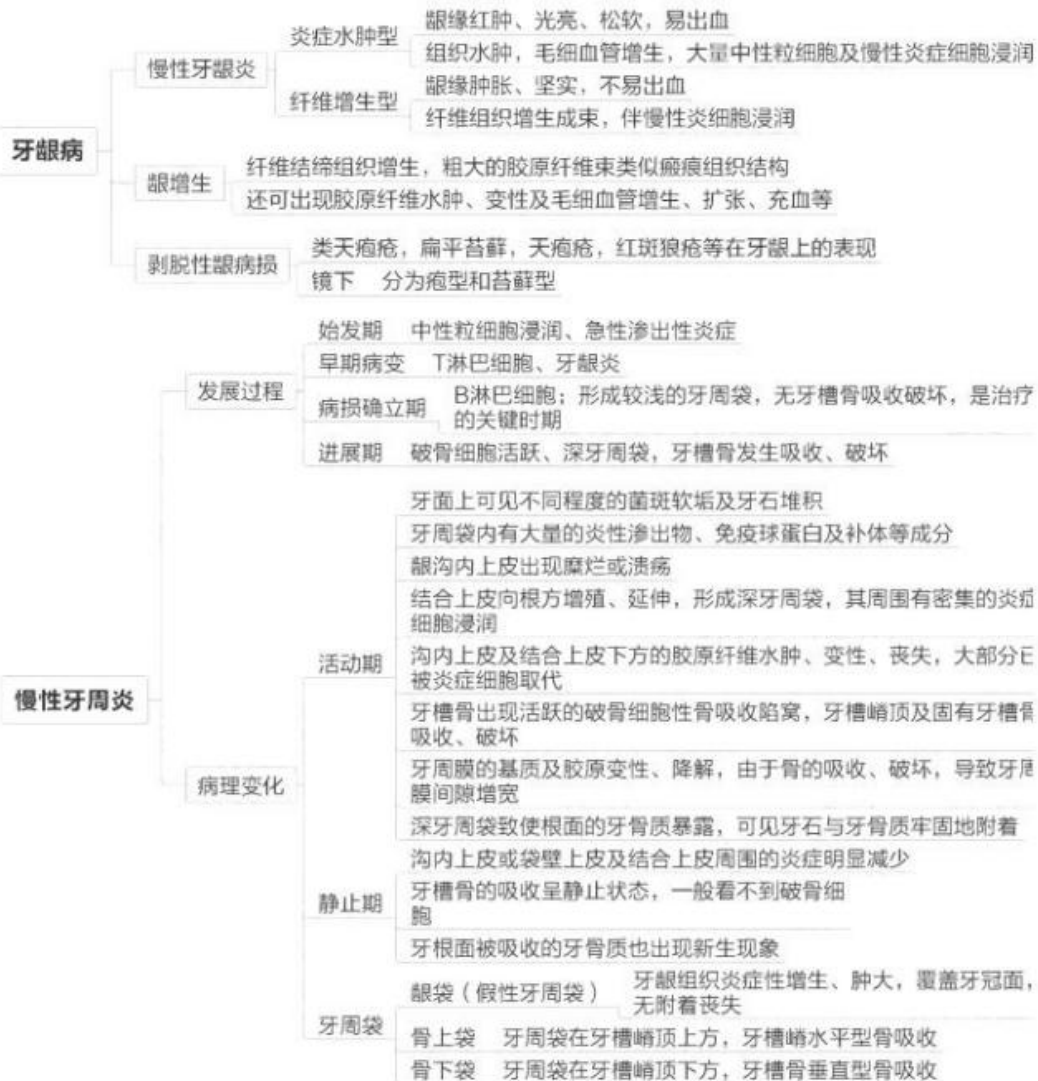 牙龈病
慢性牙龈炎
炎症水肿型
龈缘红肿、光亮、松软，易出血
组织水肿，毛细血管增生，大量中性粒细胞及慢性炎症细胞浸润
纤维增生型
龈缘肿胀、坚实，不易出血
纤维组织增生成束，伴慢性炎细胞浸润
龈增生
纤维结缔组织增生，粗大的胶原纤维束类似瘢痕组织结构
还可出现胶原纤维水肿、变性及毛细血管增生、扩张、充血等
剥脱性龈病损
类天疱疮，扁平苔藓，天疱疮，红斑狼疮等在牙龈上的表现
镜下 分为疱型和苔藓型
慢性牙周炎
发展过程
始发期 中性粒细胞浸润、急性渗出性炎症
早期病变 T淋巴细胞、牙龈炎
病损确立期
B淋巴细胞；形成较浅的牙周袋，无牙槽骨吸收破坏，是治疗
的关键时期
进展期 破骨细胞活跃、深牙周袋，牙槽骨发生吸收、破坏
病理变化
活动期
牙面上可见不同程度的菌斑软垢及牙石堆积
牙周袋内有大量的炎性渗出物、免疫球蛋白及补体等成分
龈沟内上皮出现糜烂或溃疡
结合上皮向根方增殖、延伸，形成深牙周袋，其周围有密集的炎症
细胞浸润
沟内上皮及结合上皮下方的胶原纤维水肿、变性、丧失，大部分已
被炎症细胞取代
牙槽骨出现活跃的破骨细胞性骨吸收陷窝，牙槽嵴顶及固有牙槽骨
吸收、破坏
牙周膜的基质及胶原变性、降解，由于骨的吸收、破坏，导致牙周
膜间隙增宽
深牙周袋致使根面的牙骨质暴露，可见牙石与牙骨质牢固地附着
静止期
沟内上皮或袋壁上皮及结合上皮周围的炎症明显减少
牙槽骨的吸收呈静止状态，一般看不到破骨细
胞
牙根面被吸收的牙骨质也出现新生现象
牙周袋
龈袋（假性牙周袋）
牙龈组织炎症性增生、肿大，覆盖牙冠面，
无附着丧失
骨上袋 牙周袋在牙槽嵴顶上方，牙槽嵴水平型骨吸收
骨下袋 牙周袋在牙槽嵴顶下方，牙槽骨垂直型骨吸收